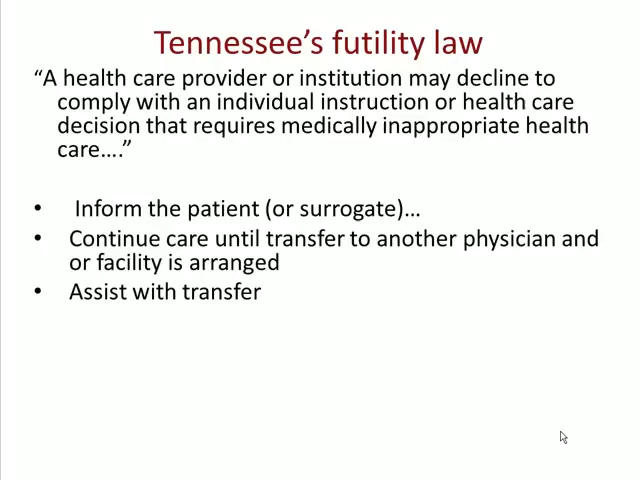 Tennessee’s futility law
“A health care provider or institution may decline to
comply with an individual instruction or health care
decision that requires medically inappropriate health
care….”
• Inform the patient (or surrogate)…
• Continue care until transfer to another physician and
or facility is arranged
• Assist with transfer